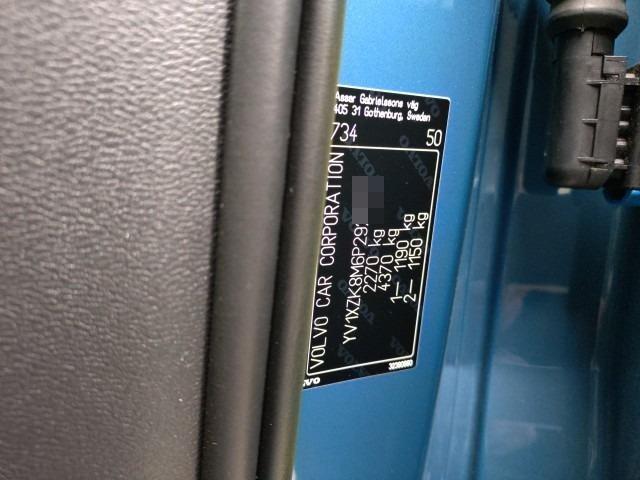 Assar Gabrielssons väg
405 31 Gothenburg, Sweden
734 50
VOLVO CAR CORPORATION
YV1XZK8M6P29
2270 kg
4370 kg
1– 1190 kg
2– 1150 kg
32380880